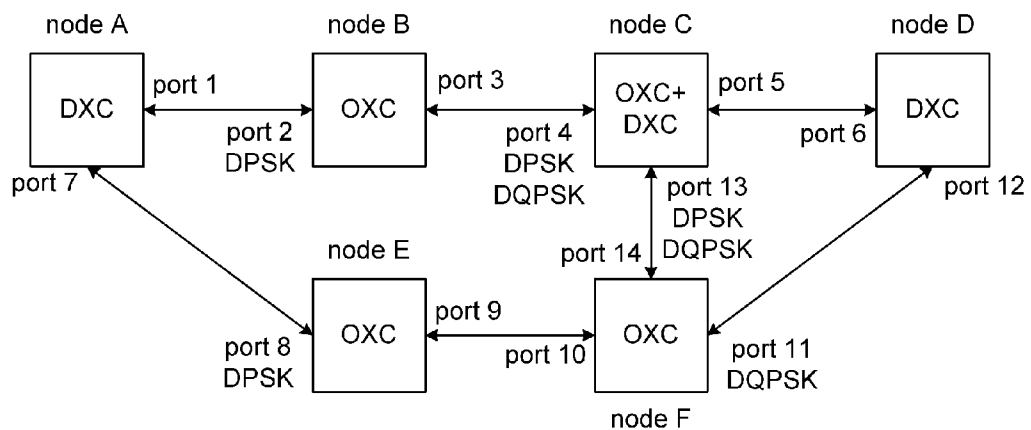 node A
node B
node C
node D
DXC
port 1
port 2
DPSK
OXC
port 3
port 4
DPSK
DQPSK
OXC+
DXC
port 5
port 6
DXC
port 7
port 12
port 13
DPSK
DQPSK
port 14
node E
port 8
DPSK
OXC
port 9
port 10
OXC
port 11
DQPSK
node F